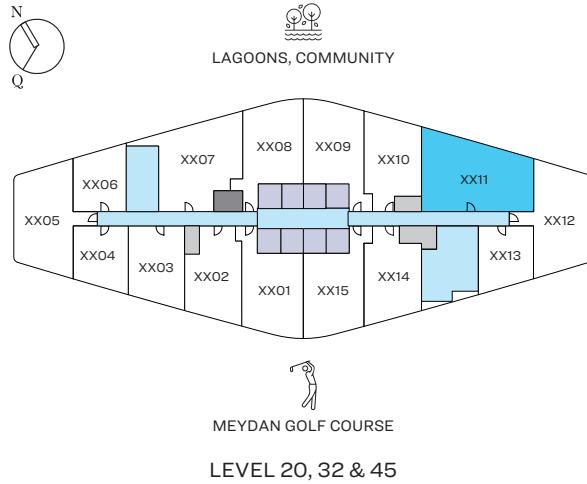 N
Q
LAGOONS, COMMUNITY
XX08 XX09
XX07 XX10
XX06 XX11
XX05 XX12
XX04 XX03 XX02 XX14 XX13
XX01 XX15
MEYDAN GOLF COURSE
LEVEL 20, 32 & 45